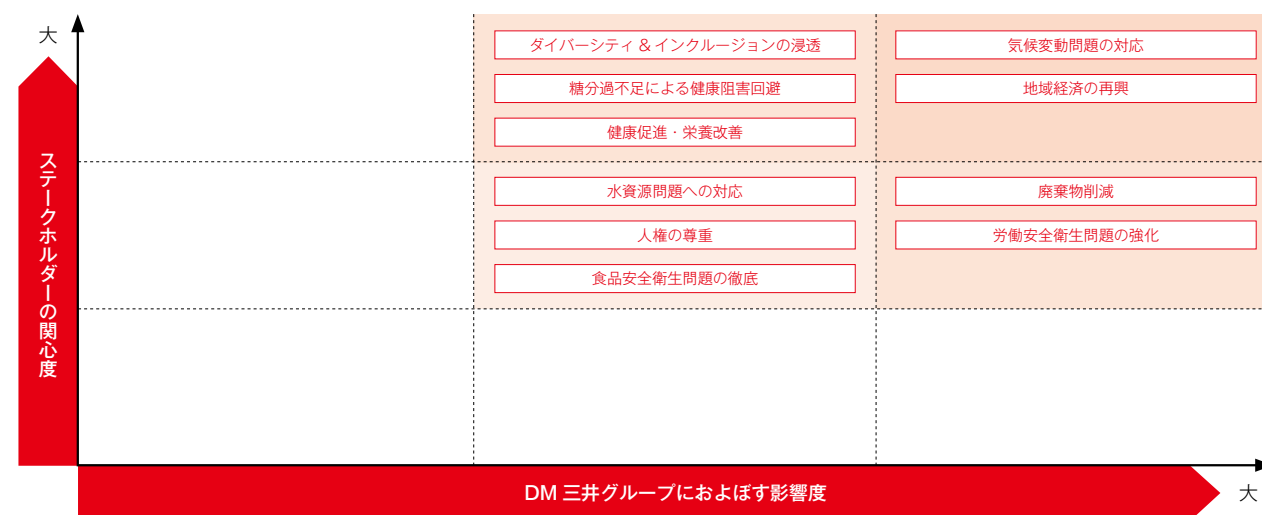 大
ステークホルダーの関心度
ダイバーシティ & インクルージョンの浸透
糖分過不足による健康阻害回避
健康促進・栄養改善
気候変動問題の対応
地域経済の再興
水資源問題への対応
人権の尊重
食品安全衛生問題の徹底
廃棄物削減
労働安全衛生問題の強化
DM 三井グループにおよぼす影響度
大